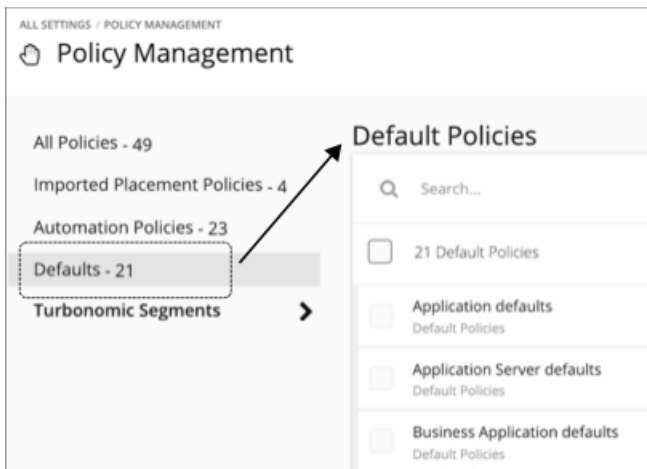 ALL SETTINGS / POLICY MANAGEMENT
Policy Management
All Policies - 49
Imported Placement Policies - 4
Automation Policies - 23
Defaults - 21
Turbonomic Segments
Default Policies
Search...
21 Default Policies
Application defaults
Default Policies
Application Server defaults
Default Policies
Business Application defaults
Default Policies